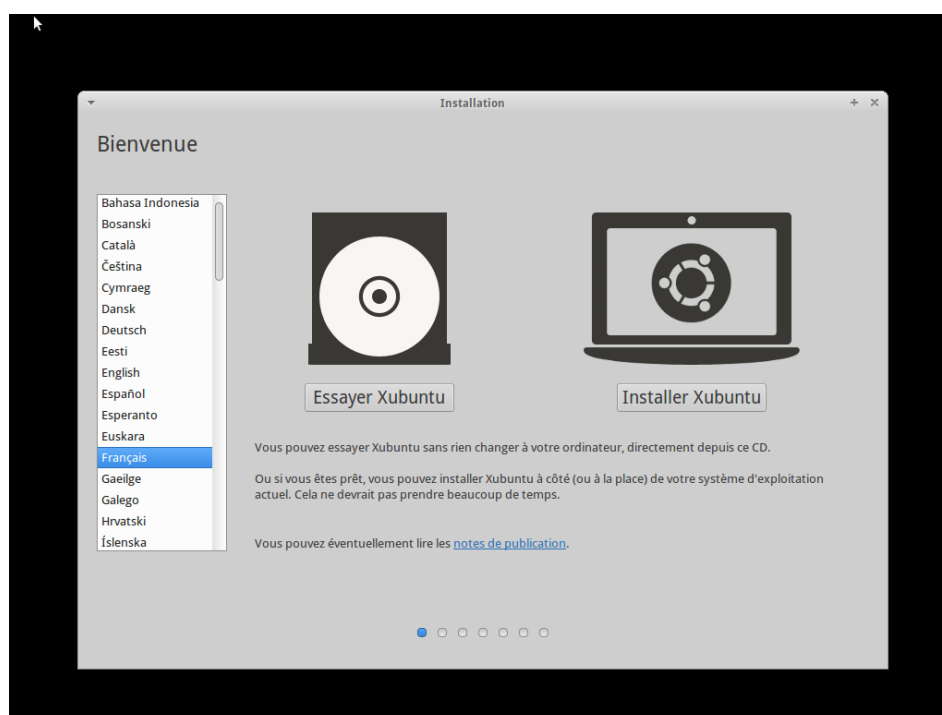 Installation
Bienvenue
Bahasa Indonesia
Bosanski
Català
Čeština
Cymraeg
Dansk
Deutsch
Eesti
English
Español
Esperanto
Euskara
Français
Gaeilge
Galego
Hrvatski
Íslenska
Essayer Xubuntu
Installer Xubuntu
Vous pouvez essayer Xubuntu sans rien changer à votre ordinateur, directement depuis ce CD.
Ou si vous êtes prêt, vous pouvez installer Xubuntu à côté (ou à la place) de votre système d'exploitation
actuel. Cela ne devrait pas prendre beaucoup de temps.
Vous pouvez éventuellement lire les notes de publication.